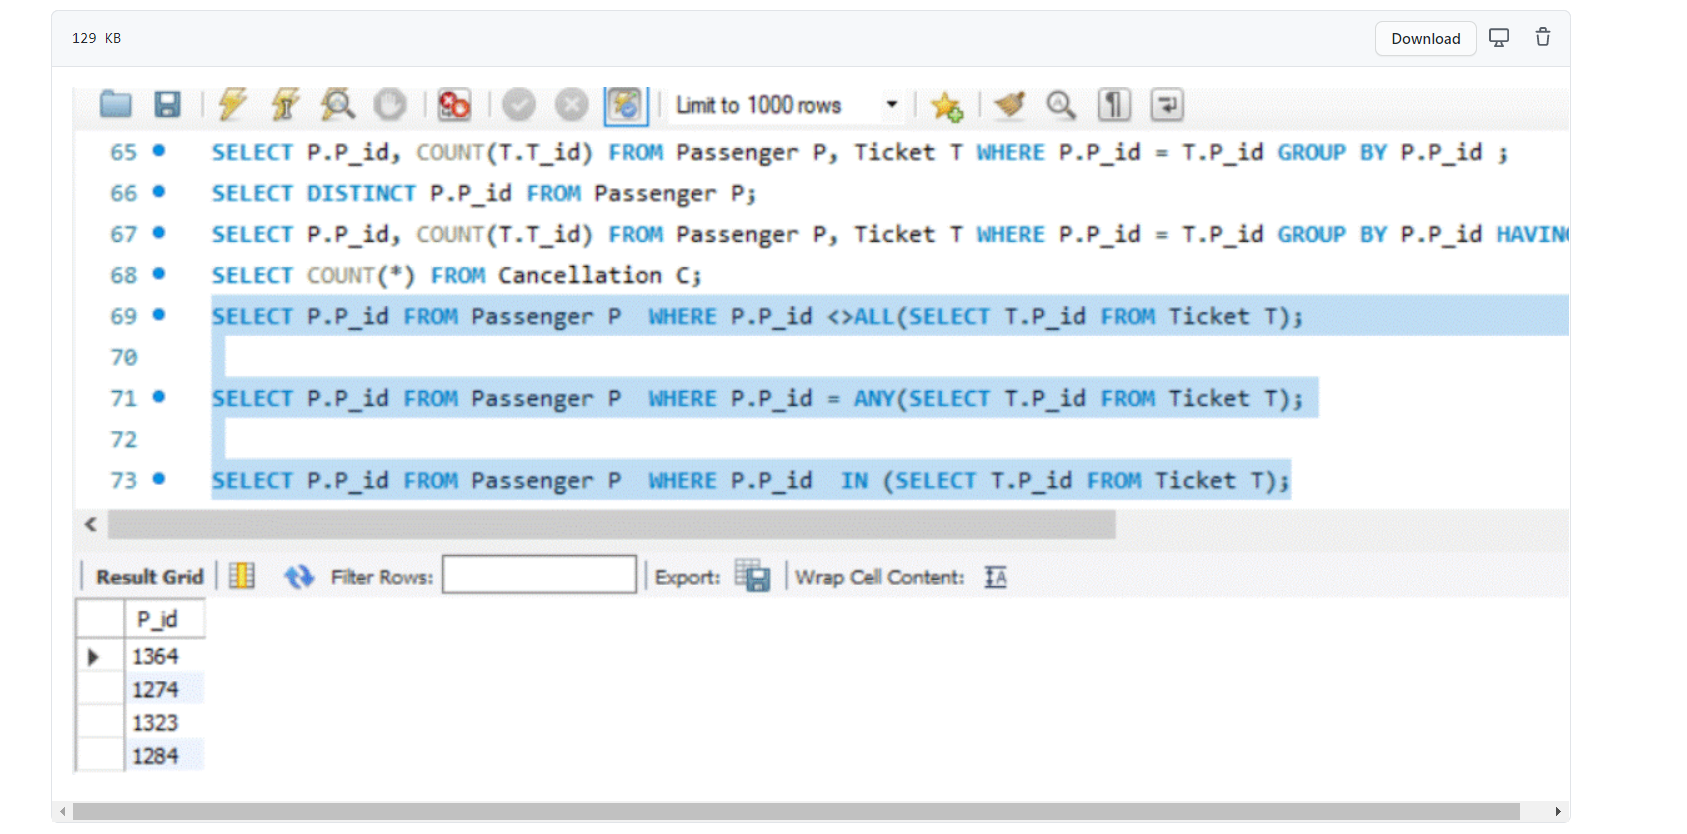 129 KB Download
Limit to 1000 rows
65 SELECT P.P_id, COUNT(T.T_id) FROM Passenger P, Ticket T WHERE P.P_id = T.P_id GROUP BY P.P_id ;
66 SELECT DISTINCT P.P_id FROM Passenger P;
67 SELECT P.P_id, COUNT(T.T_id) FROM Passenger P, Ticket T WHERE P.P_id = T.P_id GROUP BY P.P_id HAVING
68 SELECT COUNT(*) FROM Cancellation C;
69 SELECT P.P_id FROM Passenger P  WHERE P.P_id <>ALL(SELECT T.P_id FROM Ticket T);
70
71 SELECT P.P_id FROM Passenger P  WHERE P.P_id = ANY(SELECT T.P_id FROM Ticket T);
72
73 SELECT P.P_id FROM Passenger P  WHERE P.P_id  IN (SELECT T.P_id FROM Ticket T);
Result Grid Filter Rows: Export: Wrap Cell Content: IA
P_id
1364
1274
1323
1284